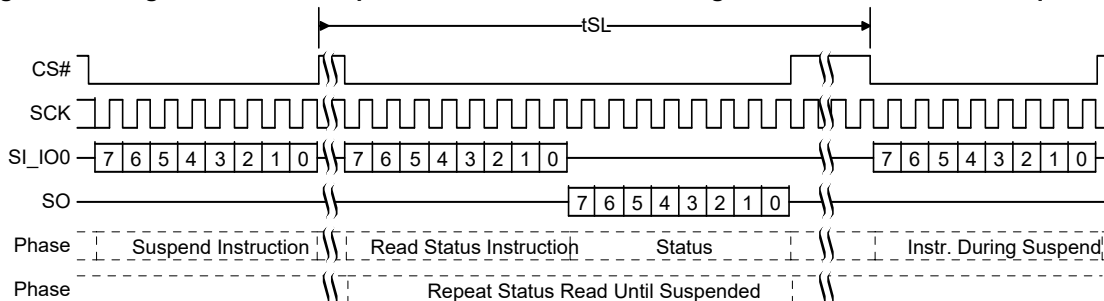 tSL
CS#
SCK
SI_IO0 7 6 5 4 3 2 1 0 7 6 5 4 3 2 1 0 7 6 5 4 3 2 1 0
SO 7 6 5 4 3 2 1 0
Phase Suspend Instruction Read Status Instruction Status Instr. During Suspend
Phase Repeat Status Read Until Suspended